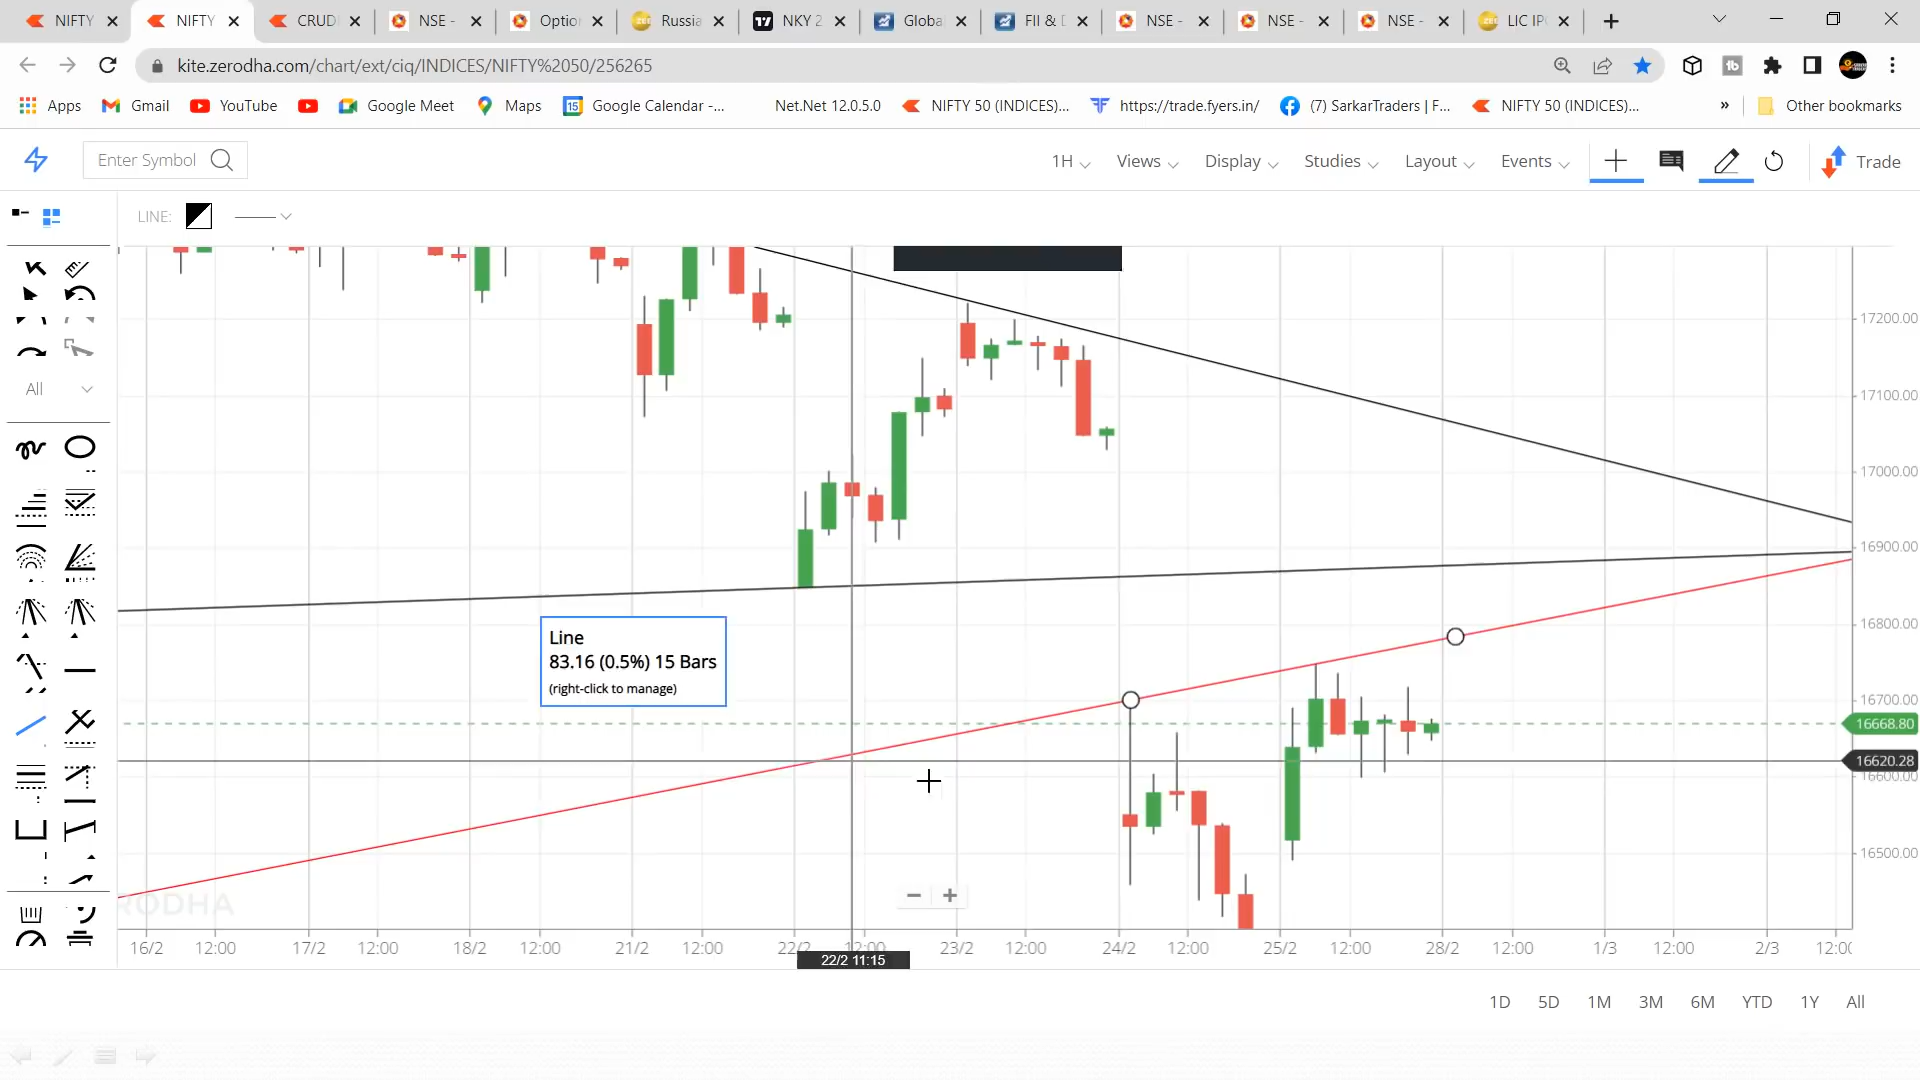 NIFTY
NIFTY
CRUD
NSE -
Optio
Russia
NKY 2
Globa
FII & D
NSE -
NSE -
NSE -
LIC IP
kite.zerodha.com/chart/ext/ciq/INDICES/NIFTY%2050/256265
Apps
Gmail
YouTube
Google Meet
Maps
Google Calendar -...
Net.Net 12.0.5.0
NIFTY 50 (INDICES)...
https://trade.fyers.in/
(7) SarkarTraders | F...
NIFTY 50 (INDICES)...
»
Other bookmarks
Enter Symbol
1H
Views
Display
Studies
Layout
Events
Trade
LINE:
All
17200.00
17100.00
17000.00
16900.00
16800.00
16700.00
16668.80
16620.28
16600.00
16500.00
Line
83.16 (0.5%) 15 Bars
(right-click to manage)
RODHA
16/2
12:00
17/2
12:00
18/2
12:00
21/2
12:00
22/2
12:00
23/2
12:00
24/2
12:00
25/2
12:00
28/2
12:00
1/3
12:00
2/3
12:00
22/2 11:15
1D
5D
1M
3M
6M
YTD
1Y
All